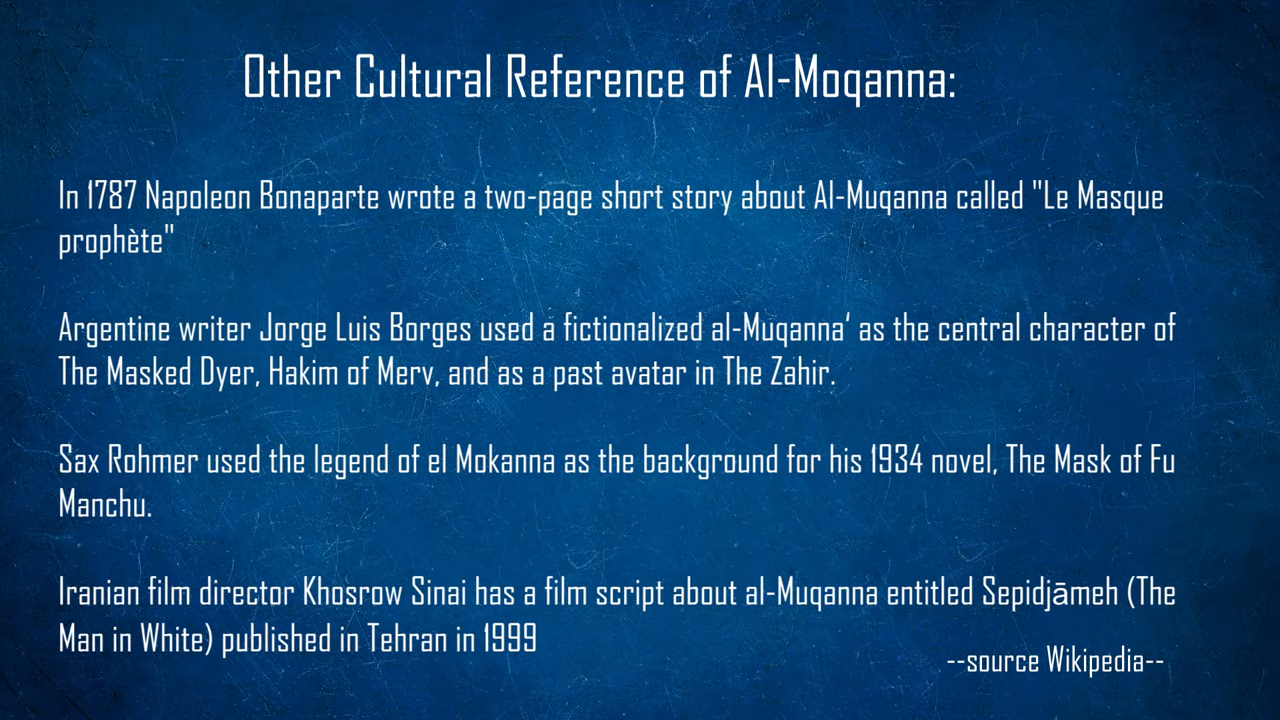 Other Cultural Reference of Al-Moqanna:
In 1787 Napoleon Bonaparte wrote a two-page short story about Al-Muqanna called "Le Masque
prophète"
Argentine writer Jorge Luis Borges used a fictionalized al-Muqanna‘ as the central character of
The Masked Dyer, Hakim of Merv, and as a past avatar in The Zahir.
Sax Rohmer used the legend of el Mokanna as the background for his 1934 novel, The Mask of Fu
Manchu.
Iranian film director Khosrow Sinai has a film script about al-Muqanna entitled Sepidjāmeh (The
Man in White) published in Tehran in 1999
--source Wikipedia--